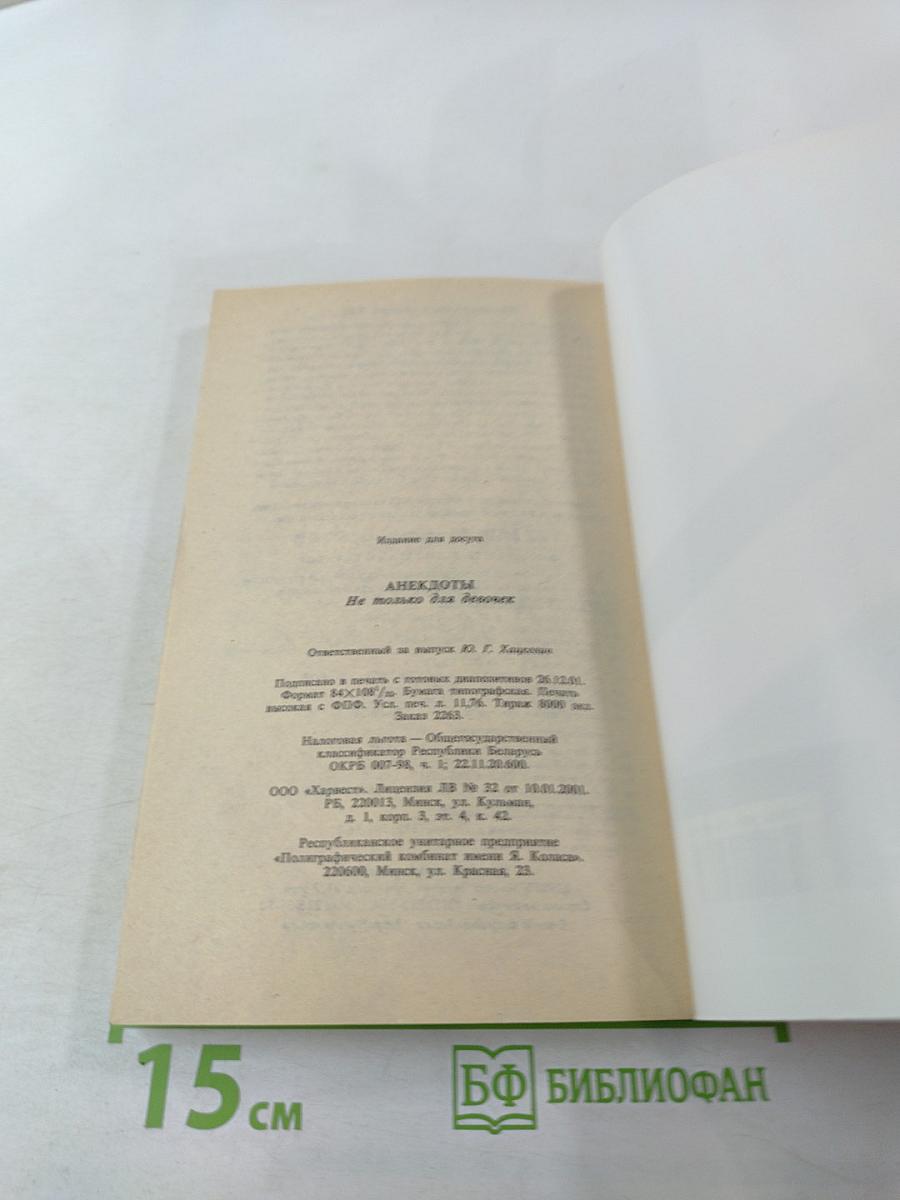 Издание для досуга
АНЕКДОТЫ
Не только для девочек
Ответственный за выпуск Ю. Г. Хацкевич
Подписано в печать с готовых диапозитивов 26.12.01.
Формат 84×108¹/₃₂. Бумага типографская. Печать
высокая с ФПФ. Усл. печ. л. 11,76. Тираж 8000 экз.
Заказ 2263.
Налоговая льгота — Общегосударственный
классификатор Республики Беларусь
ОКРБ 007-98, ч. 1; 22.11.20.600.
ООО «Харвест». Лицензия ЛВ № 32 от 10.01.2001.
РБ, 220013, Минск, ул. Кульман,
д. 1, корп. 3, эт. 4, к. 42.
Республиканское унитарное предприятие
«Полиграфический комбинат имени Я. Коласа».
220600, Минск, ул. Красная, 23.
15 см
БФ БИБЛИОФАН